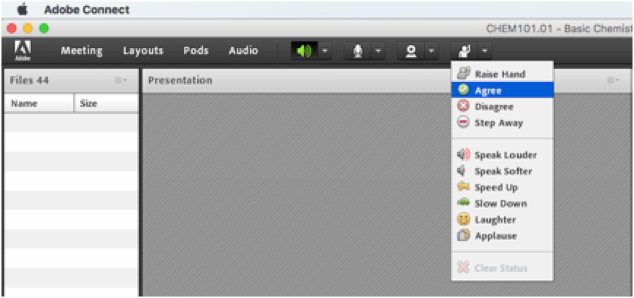 Adobe Connect
CHEM101.01 - Basic Chemist
Adobe Meeting Layouts Pods Audio
Files 44 Presentation
Name Size
Raise Hand
Agree
Disagree
Step Away
Speak Louder
Speak Softer
Speed Up
Slow Down
Laughter
Applause
Clear Status